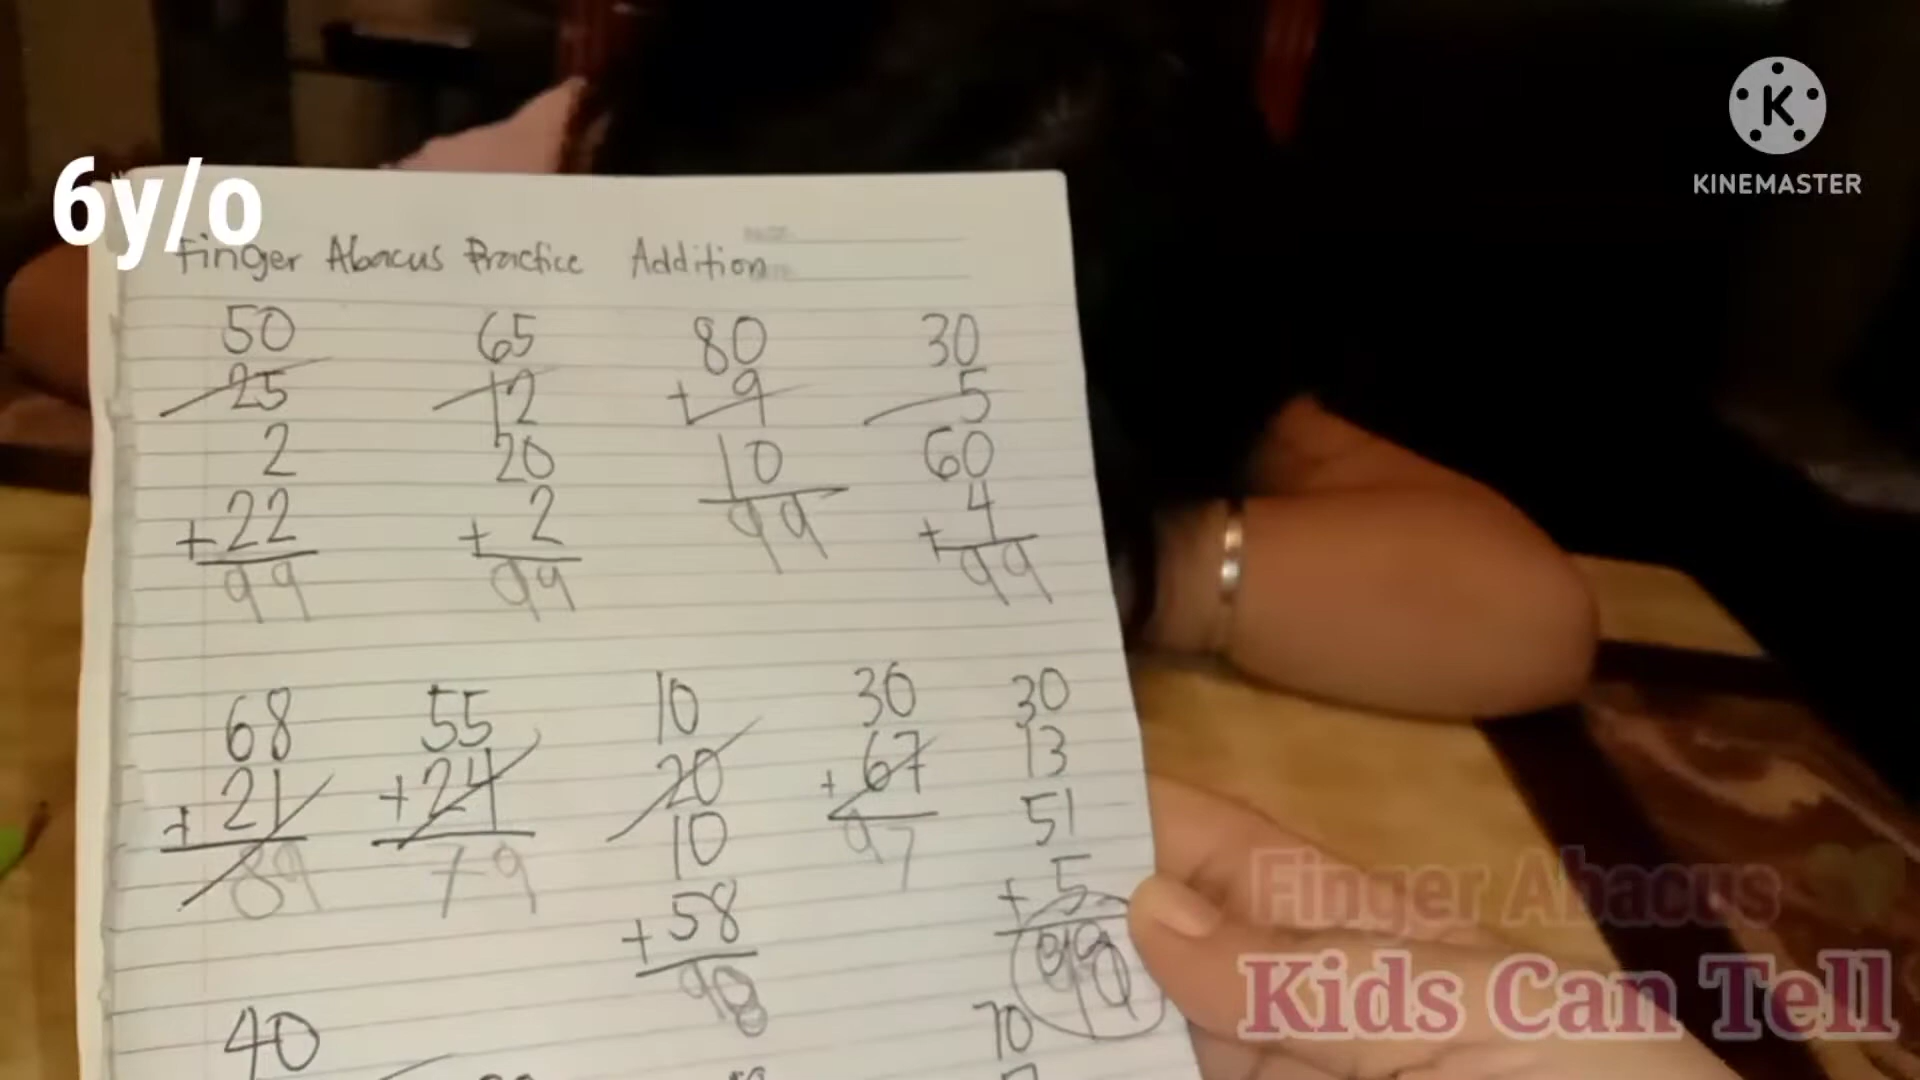 6y/o
KINEMASTER
Finger Abacus Practice Addition
50 65 80 30
25 12 + 9 5
2 20 10 60
+22 + 2 99 + 4
99 99 99
68 55 10 30 30
+21 +24 20 + 67 13
89 79 10 97 51
+58 + 5
98 99
40 70
Finger Abacus
Kids Can Tell